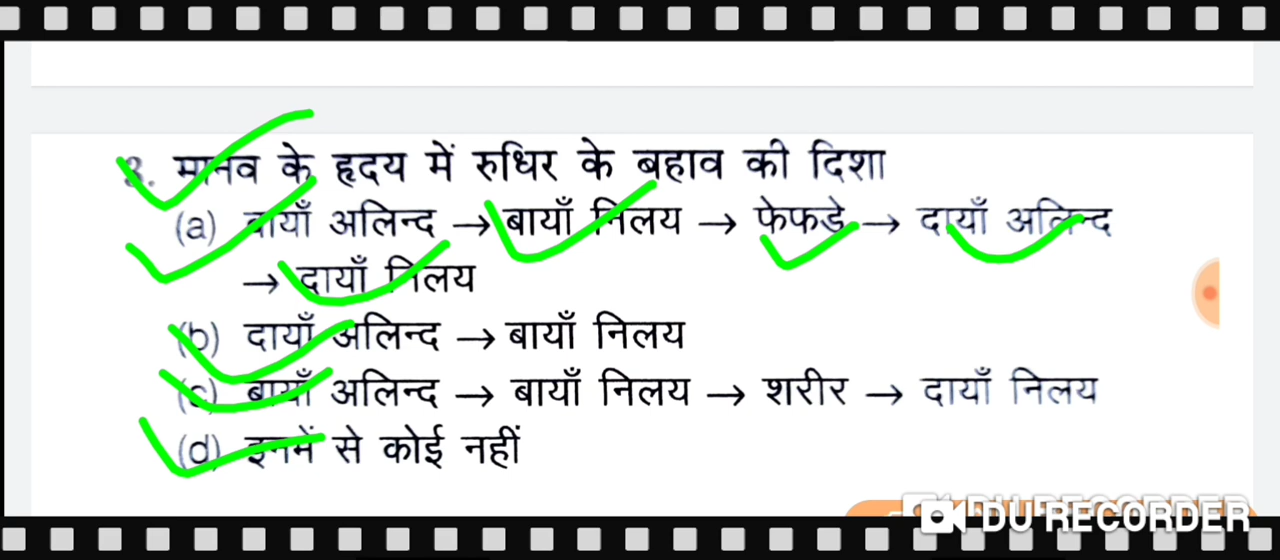 3. मानव के हृदय में रुधिर के बहाव की दिशा
(a) बायाँ अलिन्द → बायाँ निलय → फेफडे → दायाँ अलिन्द
→ दायाँ निलय
(b) दायाँ अलिन्द → बायाँ निलय
(c) बायाँ अलिन्द → बायाँ निलय → शरीर → दायाँ निलय
(d) इनमें से कोई नहीं
DU RECORDER